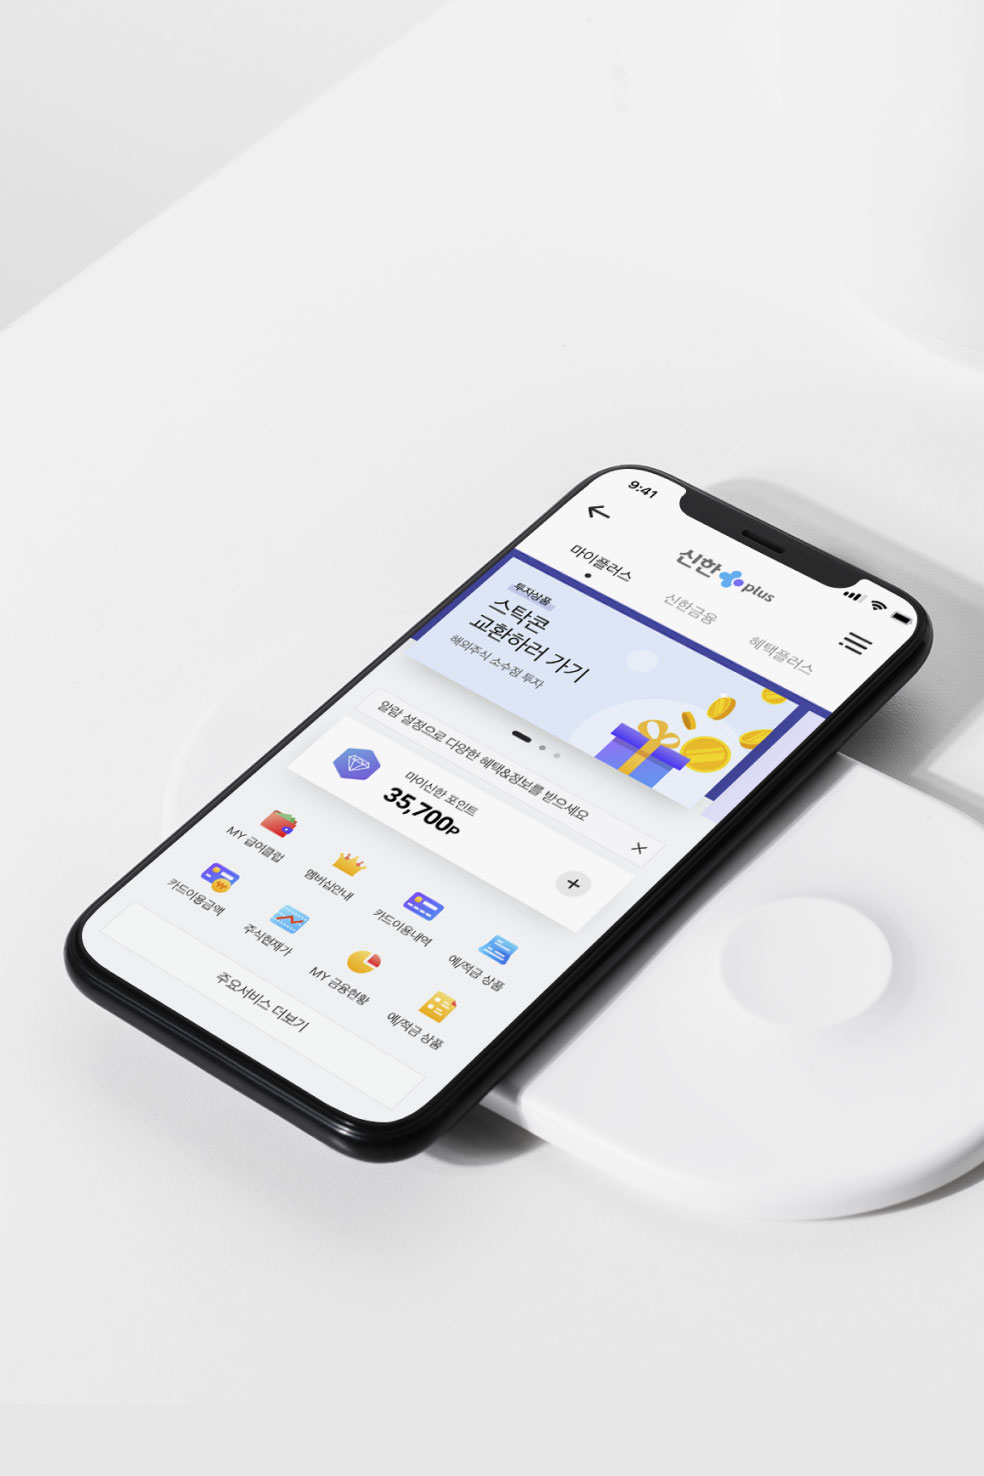 9:41
신한 plus
마이플러스
신한금융
혜택플러스
투자상품
스탁콘
교환하러 가기
해외주식 소수점 투자
알람 설정으로 다양한 혜택&정보를 받으세요
마이신한 포인트
35,700P
MY 급여클럽
멤버십안내
카드이용내역
예/적금 상품
카드이용금액
주식현재가
MY 금융현황
예/적금 상품
주요서비스 더보기